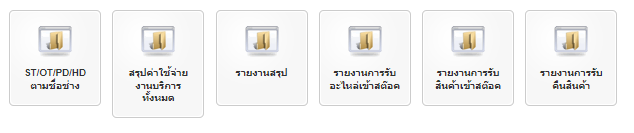 ST/OT/PD/HD
ตามชื่อช่าง
สรุปค่าใช้จ่าย
งานบริการ
ทั้งหมด
รายงานสรุป
รายงานการรับ
อะไหล่เข้าสต๊อค
รายงานการรับ
สินค้าเข้าสต๊อค
รายงานการรับ
คืนสินค้า